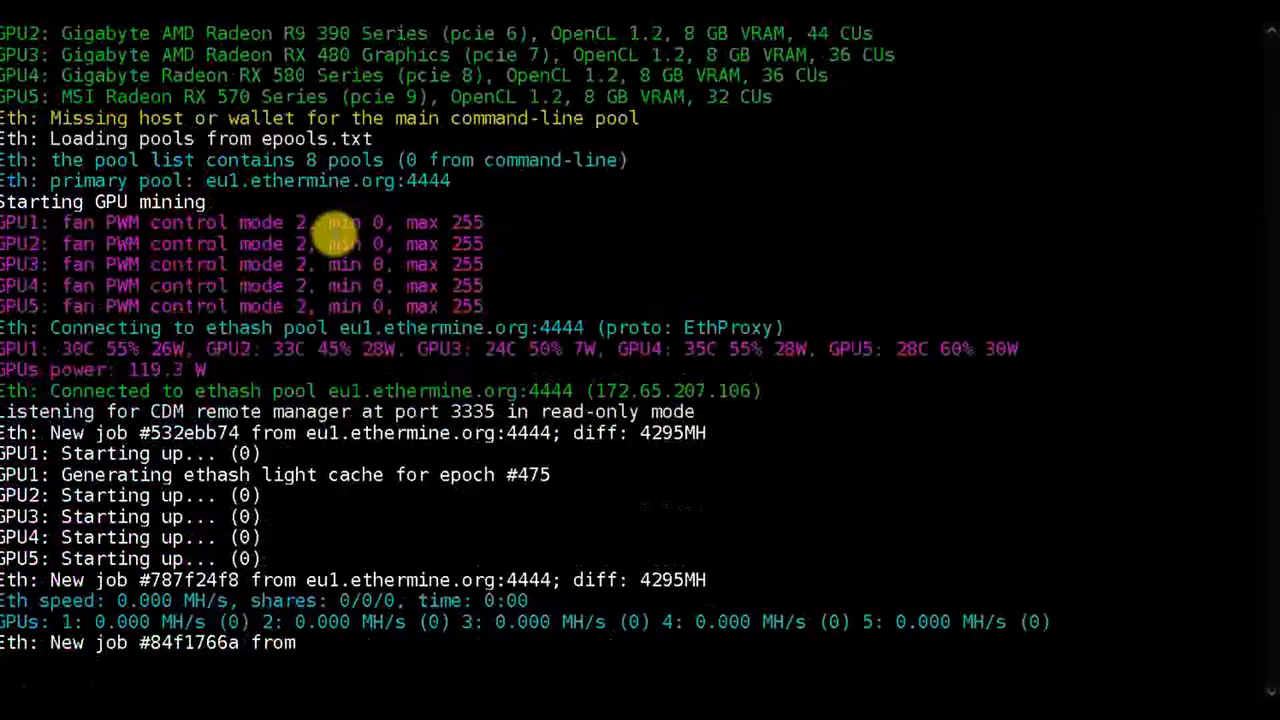 GPU2: Gigabyte AMD Radeon R9 390 Series (pcie 6), OpenCL 1.2, 8 GB VRAM, 44 CUs
GPU3: Gigabyte AMD Radeon RX 480 Graphics (pcie 7), OpenCL 1.2, 8 GB VRAM, 36 CUs
GPU4: Gigabyte Radeon RX 580 Series (pcie 8), OpenCL 1.2, 8 GB VRAM, 36 CUs
GPU5: MSI Radeon RX 570 Series (pcie 9), OpenCL 1.2, 8 GB VRAM, 32 CUs
Eth: Missing host or wallet for the main command-line pool
Eth: Loading pools from epools.txt
Eth: the pool list contains 8 pools (0 from command-line)
Eth: primary pool: eu1.ethermine.org:4444
Starting GPU mining
GPU1: fan PWM control mode 2, min 0, max 255
GPU2: fan PWM control mode 2, min 0, max 255
GPU3: fan PWM control mode 2, min 0, max 255
GPU4: fan PWM control mode 2, min 0, max 255
GPU5: fan PWM control mode 2, min 0, max 255
Eth: Connecting to ethash pool eu1.ethermine.org:4444 (proto: EthProxy)
GPU1: 30C 55% 26W, GPU2: 33C 45% 28W, GPU3: 24C 50% 7W, GPU4: 35C 55% 28W, GPU5: 28C 60% 30W
GPUs power: 119.3 W
Eth: Connected to ethash pool eu1.ethermine.org:4444 (172.65.207.106)
Listening for CDM remote manager at port 3335 in read-only mode
Eth: New job #532ebb74 from eu1.ethermine.org:4444; diff: 4295MH
GPU1: Starting up... (0)
GPU1: Generating ethash light cache for epoch #475
GPU2: Starting up... (0)
GPU3: Starting up... (0)
GPU4: Starting up... (0)
GPU5: Starting up... (0)
Eth: New job #787f24f8 from eu1.ethermine.org:4444; diff: 4295MH
Eth speed: 0.000 MH/s, shares: 0/0/0, time: 0:00
GPUs: 1: 0.000 MH/s (0) 2: 0.000 MH/s (0) 3: 0.000 MH/s (0) 4: 0.000 MH/s (0) 5: 0.000 MH/s (0)
Eth: New job #84f1766a from